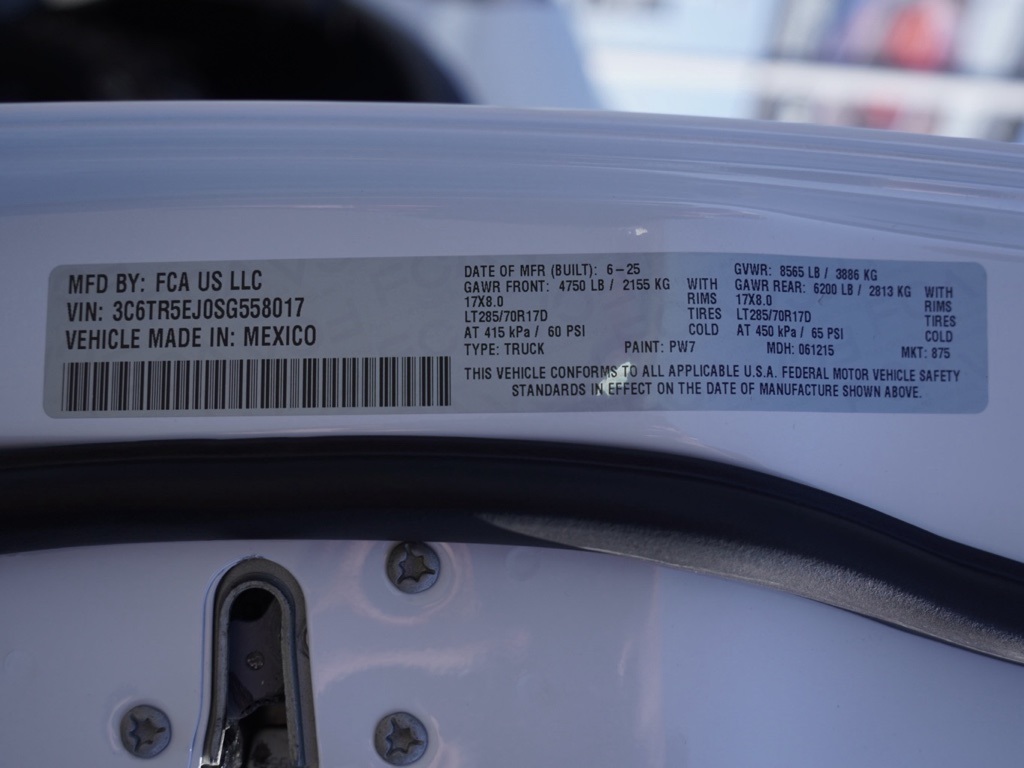 MFD BY: FCA US LLC
VIN: 3C6TR5EJ0SG558017
VEHICLE MADE IN: MEXICO
DATE OF MFR (BUILT): 6-25
GAWR FRONT: 4750 LB / 2155 KG WITH
17X8.0 RIMS
LT285/70R17D TIRES
AT 415 kPa / 60 PSI COLD
TYPE: TRUCK PAINT: PW7
GVWR: 8565 LB / 3886 KG
GAWR REAR: 6200 LB / 2813 KG WITH
17X8.0 RIMS
LT285/70R17D TIRES
AT 450 kPa / 65 PSI COLD
MDH: 061215 MKT: 875
THIS VEHICLE CONFORMS TO ALL APPLICABLE U.S.A. FEDERAL MOTOR VEHICLE SAFETY
STANDARDS IN EFFECT ON THE DATE OF MANUFACTURE SHOWN ABOVE.